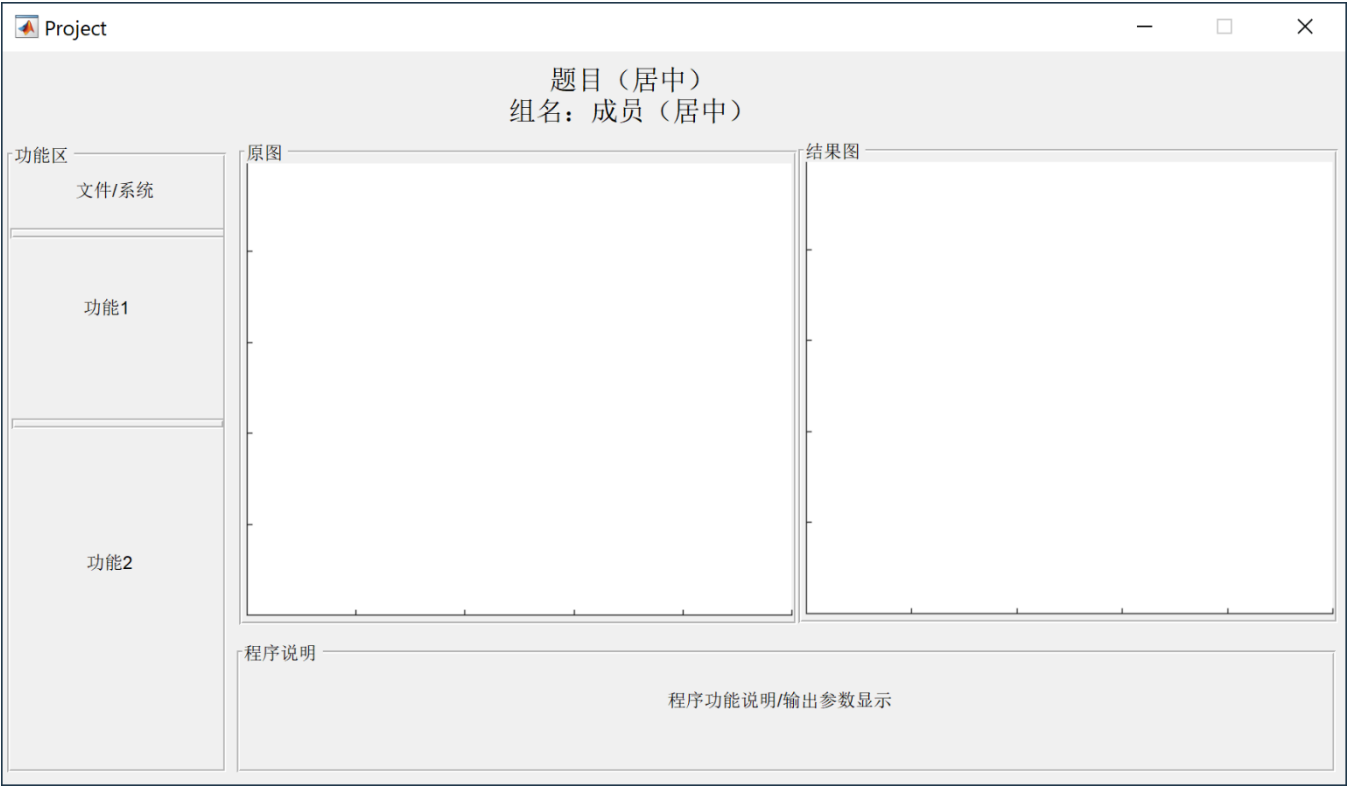 Project
题目（居中）
组名：成员（居中）
功能区
文件/系统
功能1
功能2
原图
结果图
程序说明
程序功能说明/输出参数显示